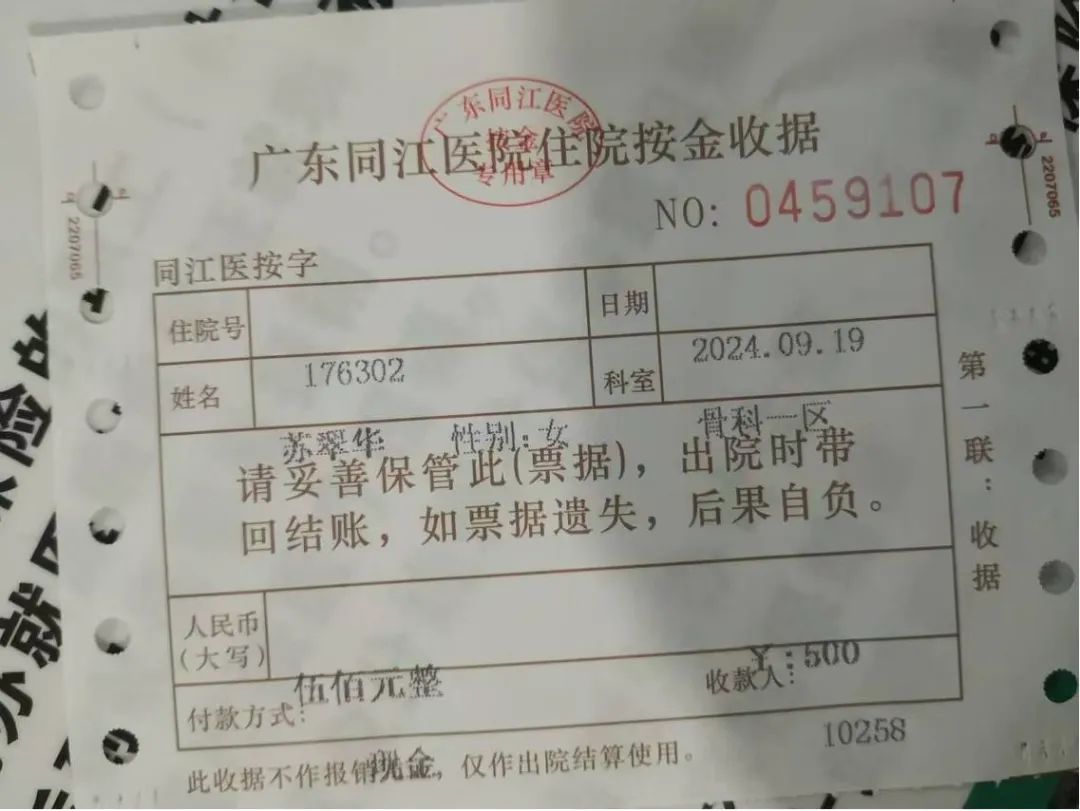 广东同江医院
按金
专用章
广东同江医院住院按金收据
NO: 0459107
2207065
2207065
同江医按字
住院号
日期
姓名
176302
科室
2024.09.19
苏翠华 性别:女 骨科一区
请妥善保管此(票据)，出院时带
回结账，如票据遗失，后果自负。
第一联：收据
人民币
(大写)
伍佰元整
¥:500
付款方式:
收款人:
现金
10258
此收据不作报销，仅作出院结算使用。